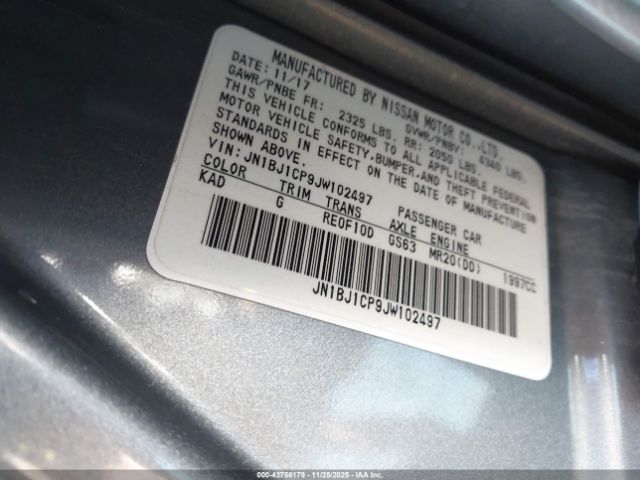 MANUFACTURED BY NISSAN MOTOR CO.,LTD.
DATE: 11/17 GVWR/PNBV: 4340 LBS.
GAWR/PNBE FR: 2325 LBS. RR: 2050 LBS.
THIS VEHICLE CONFORMS TO ALL APPLICABLE FEDERAL
MOTOR VEHICLE SAFETY,BUMPER,AND THEFT PREVENTION
STANDARDS IN EFFECT ON THE DATE OF MANUFACTURE
SHOWN ABOVE.
VIN: JN1BJ1CP9JW102497 PASSENGER CAR
COLOR TRIM TRANS AXLE ENGINE
KAD G RE0F10D GS63 MR20(DD) 1997CC
JN1BJ1CP9JW102497
000-43756179 - 11/25/2025 - IAA Inc.